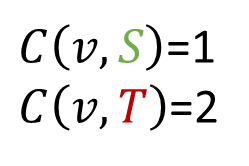 C(v, S)=1
C(v, T)=2